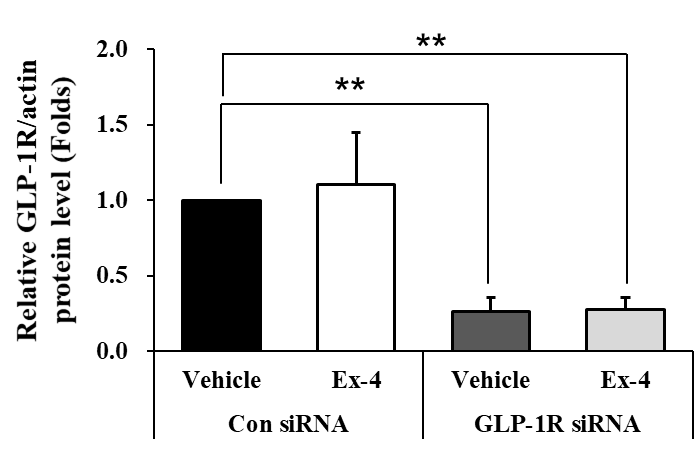 Relative GLP-1R/actin
protein level (Folds)
2.0
1.5
1.0
0.5
0.0
**
**
Vehicle Ex-4 Vehicle Ex-4
Con siRNA GLP-1R siRNA